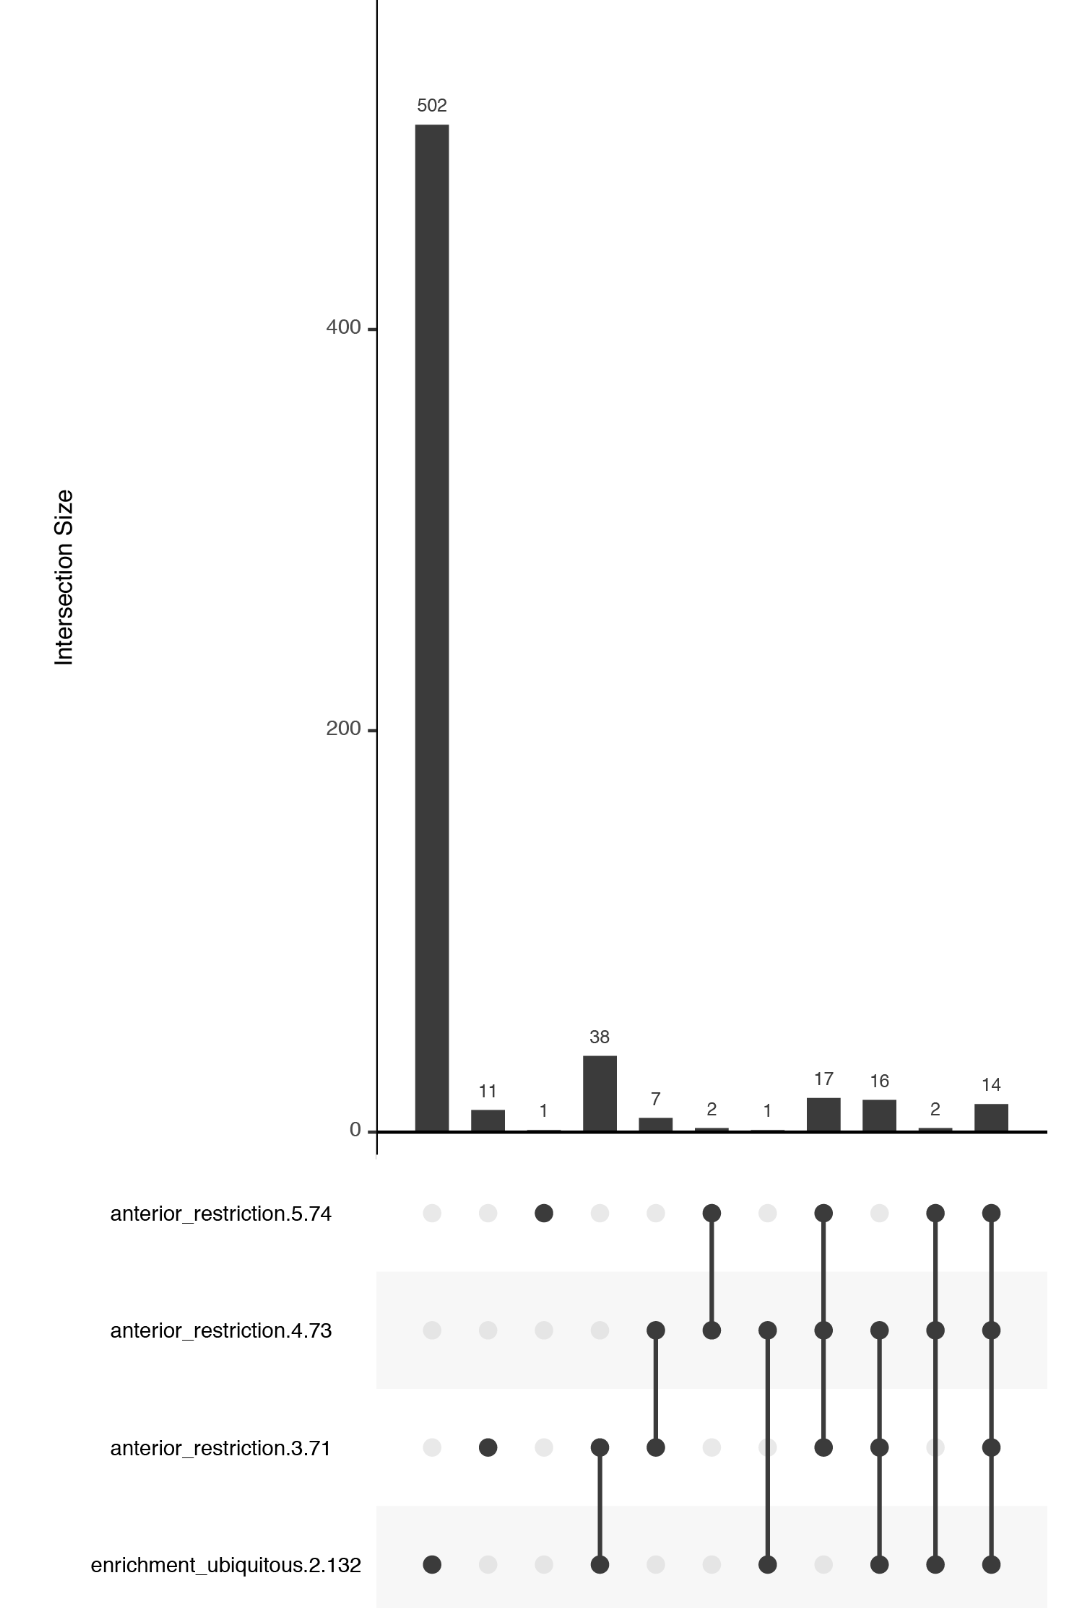 502
400
Intersection Size
200
38
11
1
7
2
1
17
16
2
14
0
anterior_restriction.5.74
anterior_restriction.4.73
anterior_restriction.3.71
enrichment_ubiquitous.2.132